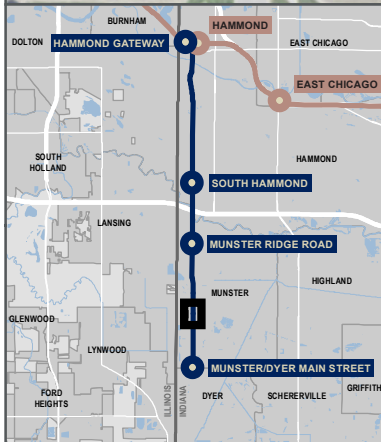 BURNHAM
HAMMOND
DOLTON
HAMMOND GATEWAY
EAST CHICAGO
EAST CHICAGO
SOUTH
HOLLAND
HAMMOND
SOUTH HAMMOND
LANSING
MUNSTER RIDGE ROAD
HIGHLAND
MUNSTER
GLENWOOD
LYNWOOD
MUNSTER/DYER MAIN STREET
FORD
HEIGHTS
ILLINOIS
INDIANA
DYER
SCHERERVILLE
GRIFFITH